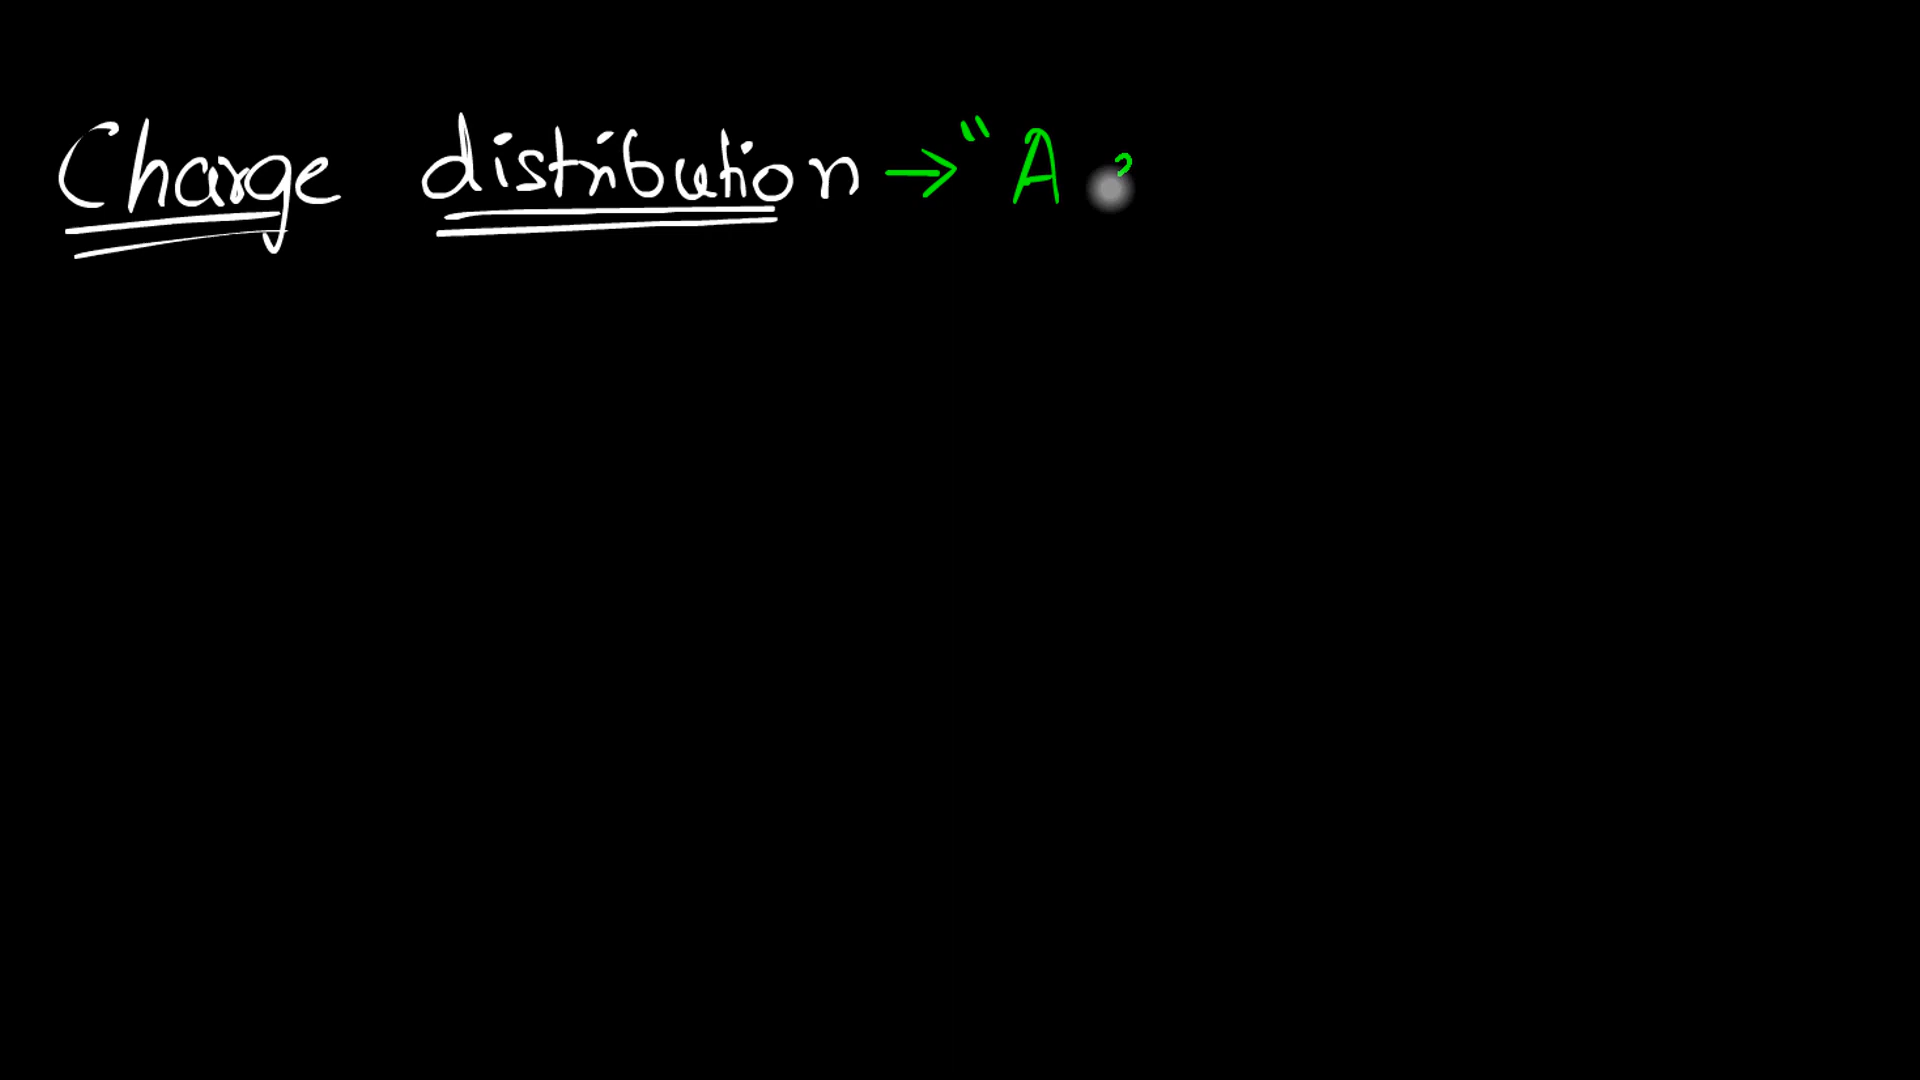 Charge distribution → “ A